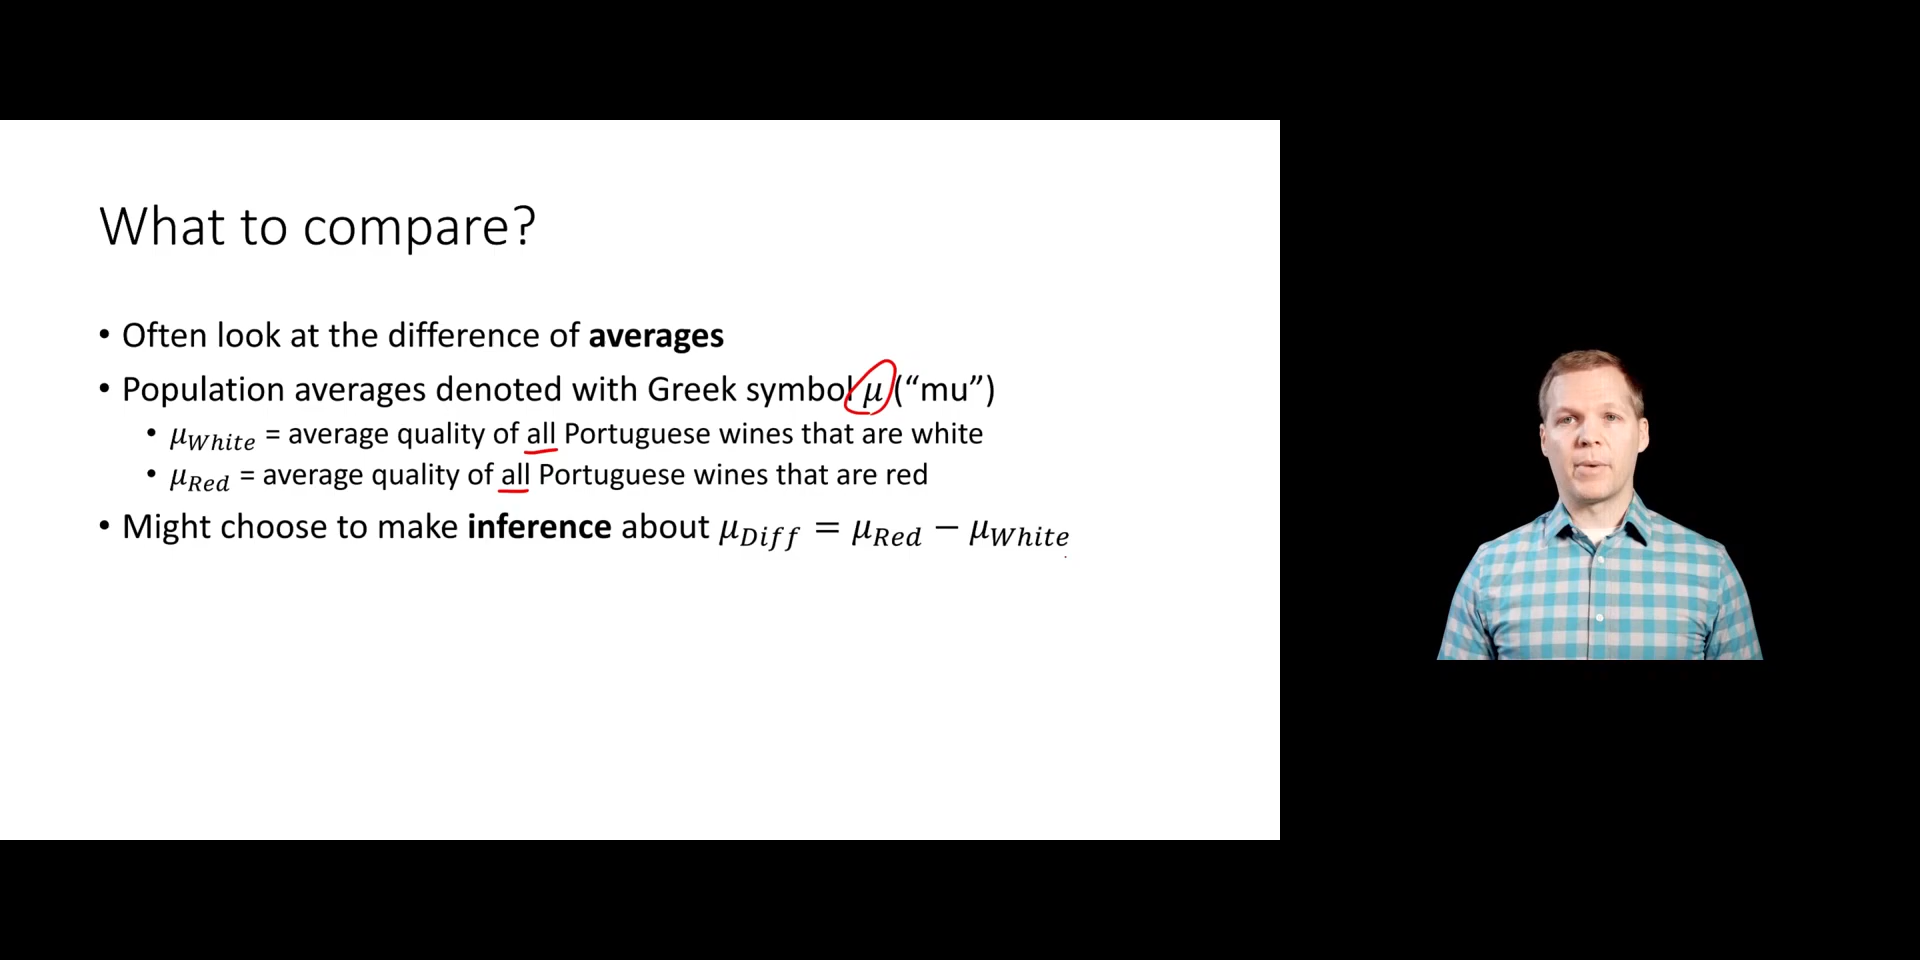 What to compare?
• Often look at the difference of averages
• Population averages denoted with Greek symbol μ (“mu”)
• μWhite = average quality of all Portuguese wines that are white
• μRed = average quality of all Portuguese wines that are red
• Might choose to make inference about μDiff = μRed − μWhite